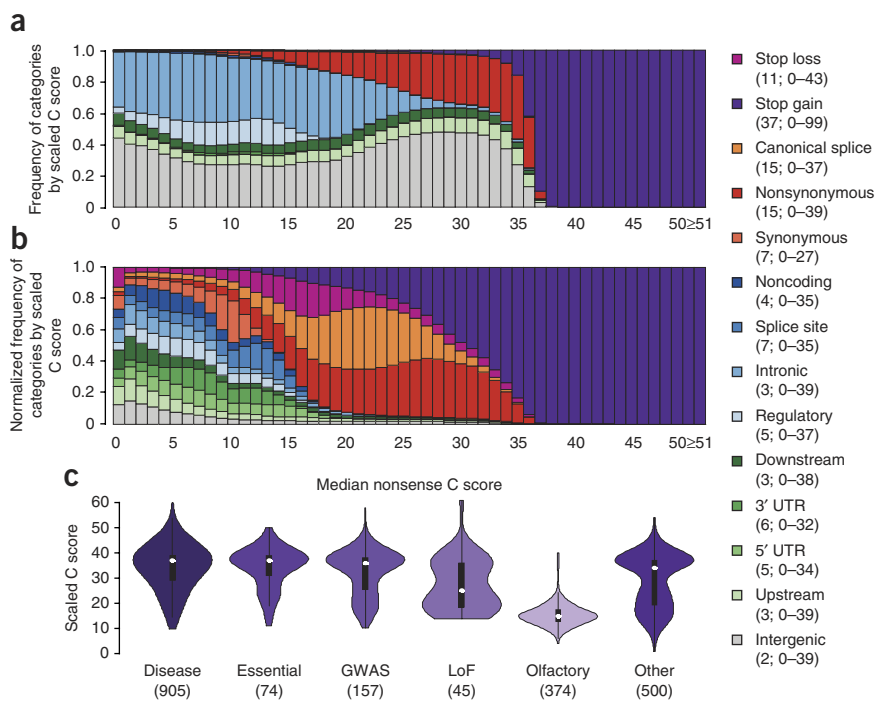 a
Frequency of categories
by scaled C score
1.0
0.8
0.6
0.4
0.2
0
0 5 10 15 20 25 30 35 40 45 50≥51
b
Normalized frequency of
categories by scaled
C score
1.0
0.8
0.6
0.4
0.2
0
0 5 10 15 20 25 30 35 40 45 50≥51
c
Median nonsense C score
Scaled C score
60
50
40
30
20
10
0
Disease
(905)
Essential
(74)
GWAS
(157)
LoF
(45)
Olfactory
(374)
Other
(500)
Stop loss
(11; 0–43)
Stop gain
(37; 0–99)
Canonical splice
(15; 0–37)
Nonsynonymous
(15; 0–39)
Synonymous
(7; 0–27)
Noncoding
(4; 0–35)
Splice site
(7; 0–35)
Intronic
(3; 0–39)
Regulatory
(5; 0–37)
Downstream
(3; 0–38)
3′ UTR
(6; 0–32)
5′ UTR
(5; 0–34)
Upstream
(3; 0–39)
Intergenic
(2; 0–39)